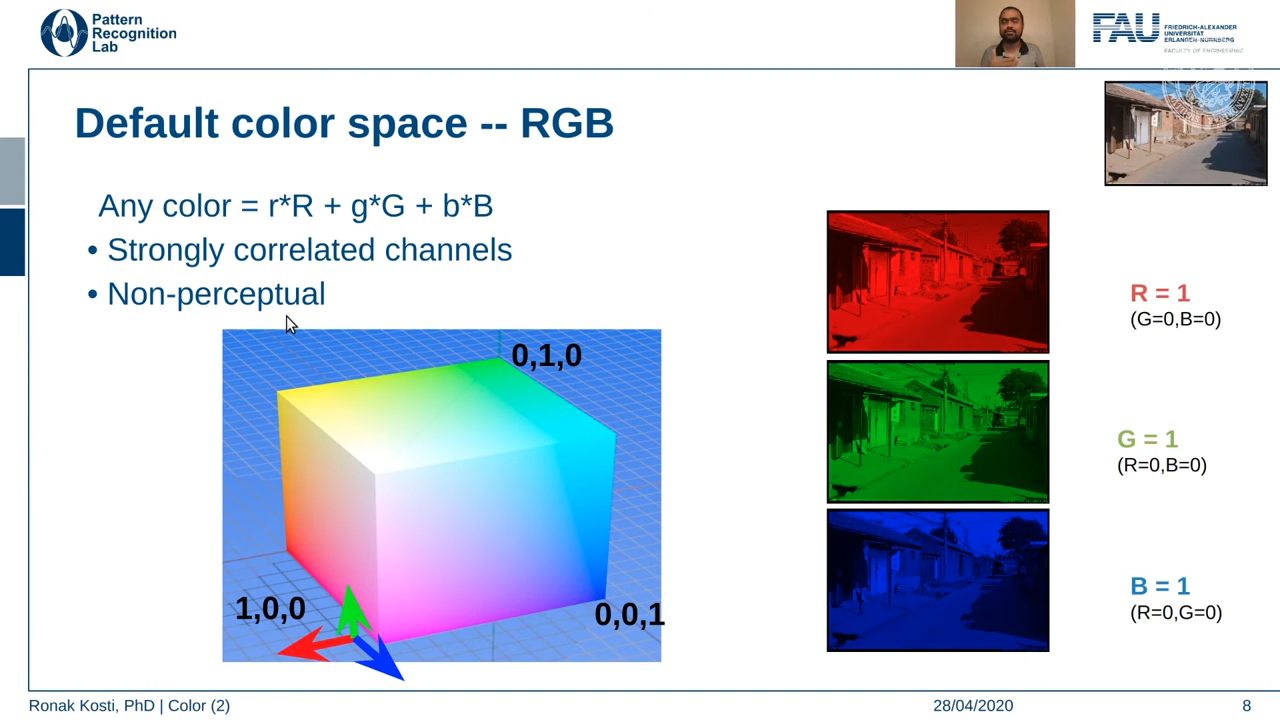 Pattern
Recognition
Lab
FAU
FRIEDRICH-ALEXANDER
UNIVERSITÄT
ERLANGEN-NÜRNBERG
FACULTY OF ENGINEERING
Default color space -- RGB
Any color = r*R + g*G + b*B
• Strongly correlated channels
• Non-perceptual
0,1,0
1,0,0
0,0,1
R = 1
(G=0,B=0)
G = 1
(R=0,B=0)
B = 1
(R=0,G=0)
Ronak Kosti, PhD | Color (2)
28/04/2020
8